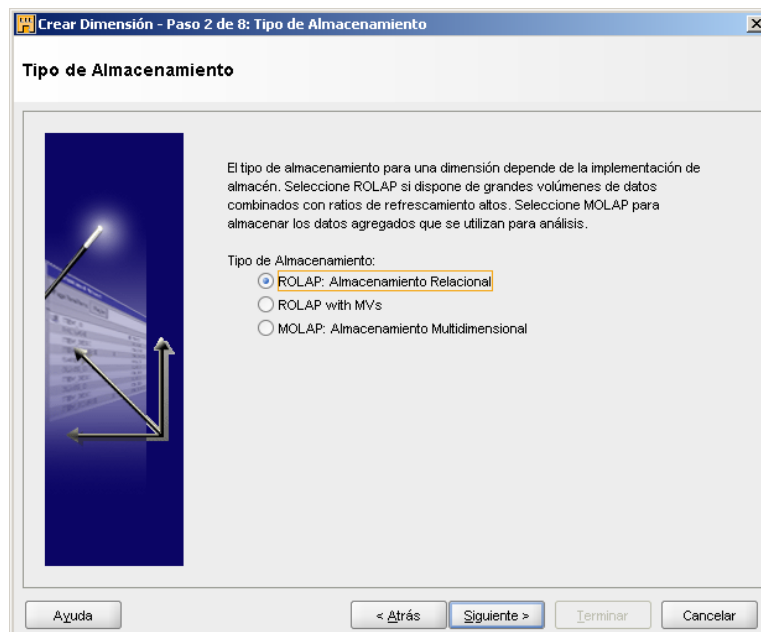 Crear Dimensión - Paso 2 de 8: Tipo de Almacenamiento
Tipo de Almacenamiento
El tipo de almacenamiento para una dimensión depende de la implementación de
almacén. Seleccione ROLAP si dispone de grandes volúmenes de datos
combinados con ratios de refrescamiento altos. Seleccione MOLAP para
almacenar los datos agregados que se utilizan para análisis.
Tipo de Almacenamiento:
ROLAP: Almacenamiento Relacional
ROLAP with MVs
MOLAP: Almacenamiento Multidimensional
Ayuda
< Atrás
Siguiente >
Terminar
Cancelar